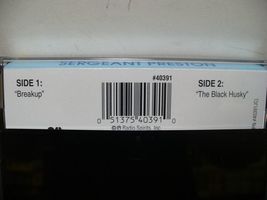 SERGEANT PRESTON
SIDE 1:
"Breakup"
#40391
SIDE 2:
"The Black Husky"
0 51375 40391 0
©℗ Radio Spirits, Inc.